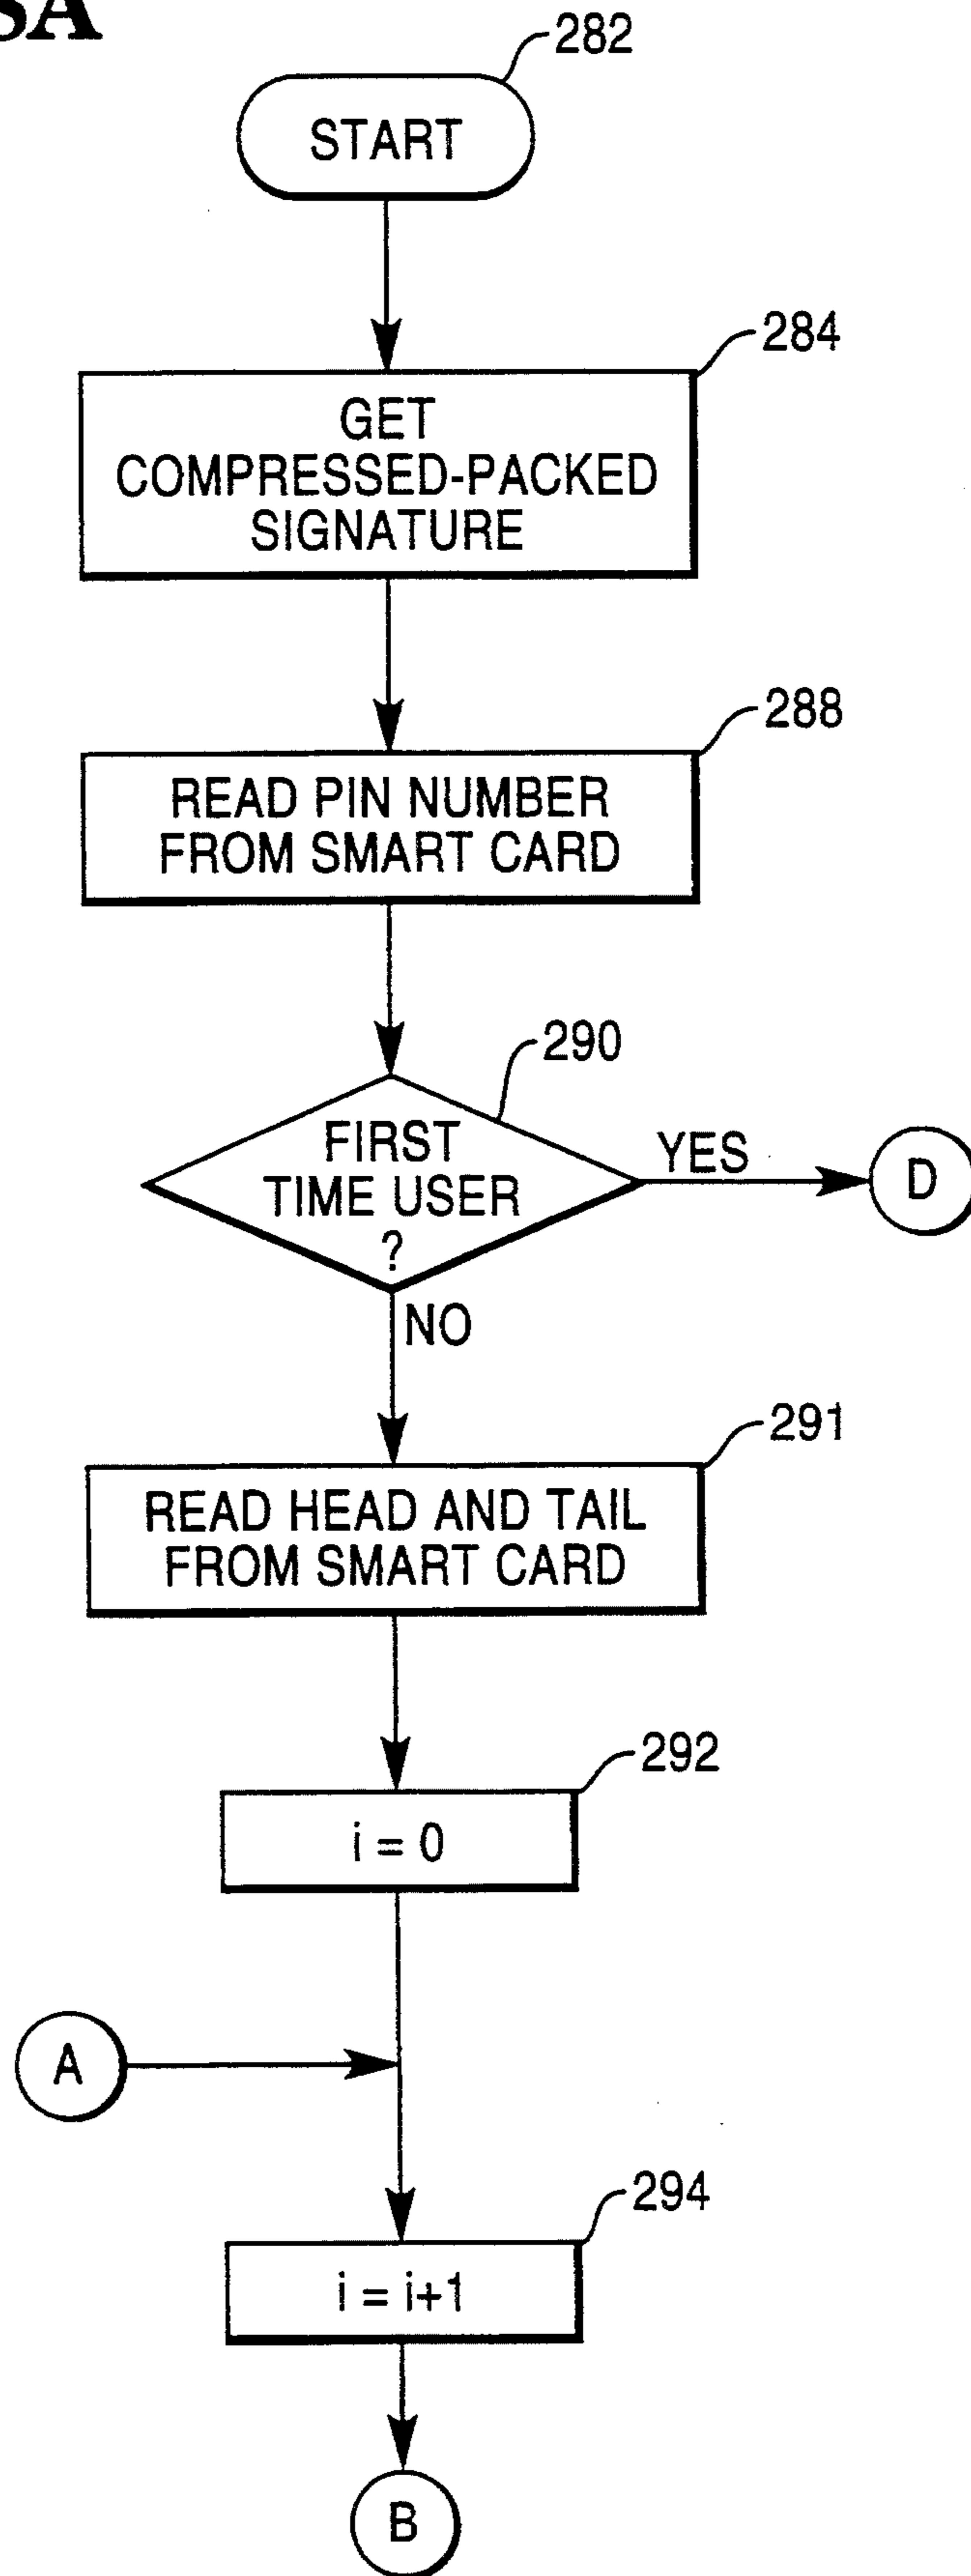 282
START
284
GET
COMPRESSED-PACKED
SIGNATURE
288
READ PIN NUMBER
FROM SMART CARD
290
FIRST
TIME USER
?
YES
D
NO
291
READ HEAD AND TAIL
FROM SMART CARD
292
i = 0
A
294
i = i+1
B